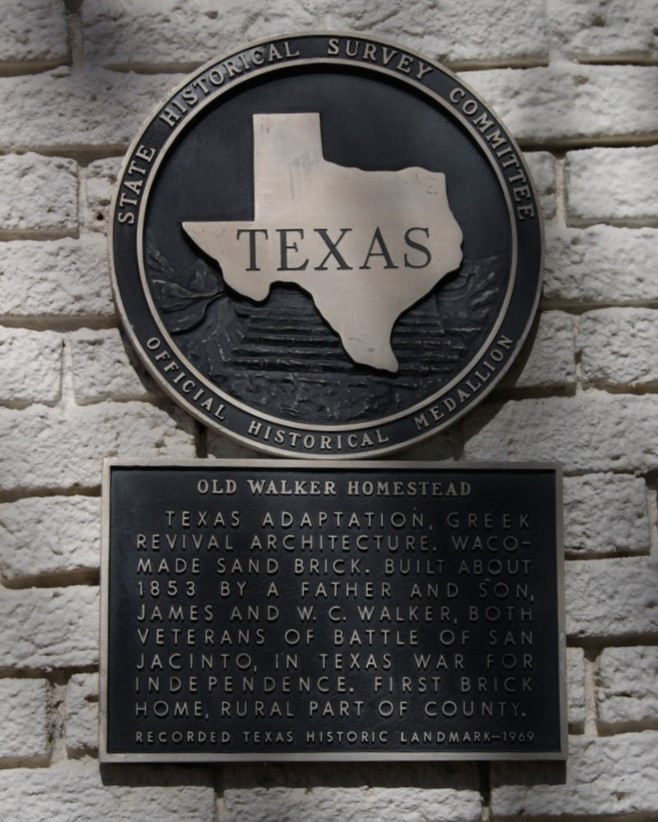 STATE HISTORICAL SURVEY COMMITTEE
TEXAS
OFFICIAL HISTORICAL MEDALLION
OLD WALKER HOMESTEAD
TEXAS ADAPTATION, GREEK
REVIVAL ARCHITECTURE. WACO-
MADE SAND BRICK. BUILT ABOUT
1853 BY A FATHER AND SON,
JAMES AND W. C. WALKER, BOTH
VETERANS OF BATTLE OF SAN
JACINTO, IN TEXAS WAR FOR
INDEPENDENCE. FIRST BRICK
HOME, RURAL PART OF COUNTY.
RECORDED TEXAS HISTORIC LANDMARK—1969